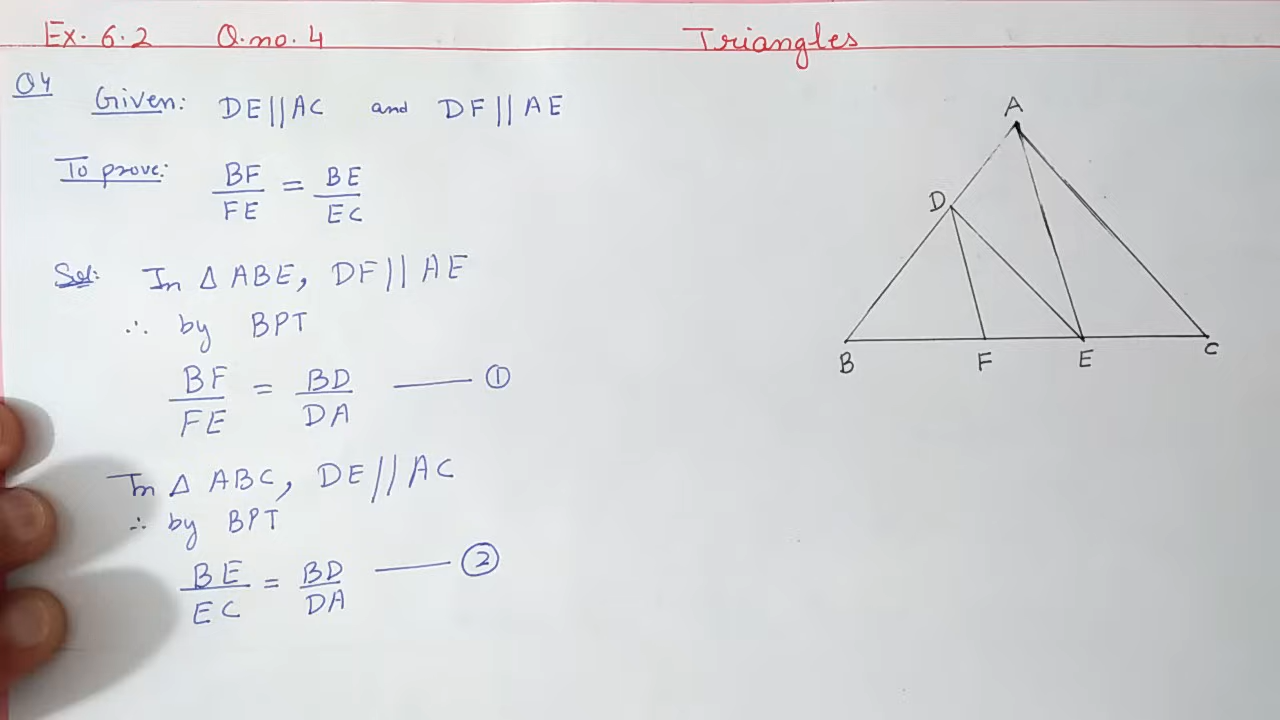 Ex. 6.2 Q.no.4 Triangles
Q4 Given: DE||AC and DF||AE
To prove: BF/FE = BE/EC
Sol: In Δ ABE, DF||AE
∴ by BPT
BF/FE = BD/DA —— ①
In Δ ABC, DE||AC
∴ by BPT
BE/EC = BD/DA —— ②
A
D
B F E C